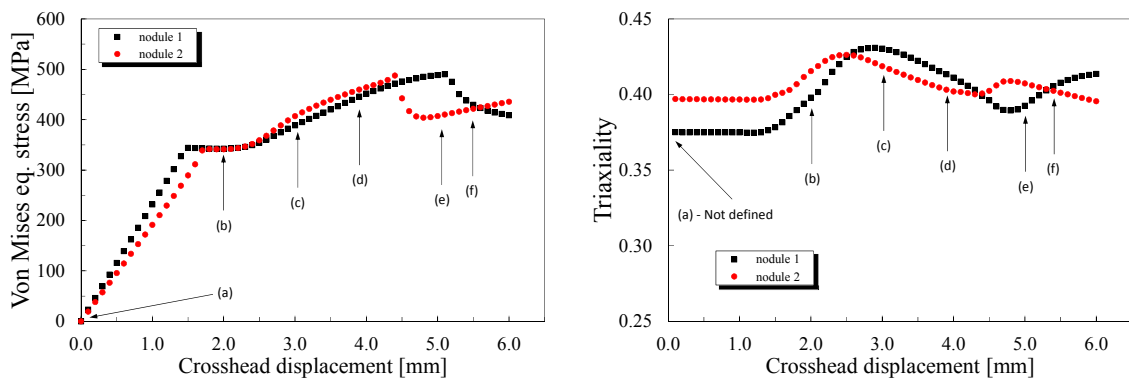 Von Mises eq. stress [MPa]
600
500
400
300
200
100
0
nodule 1
nodule 2
(a)
(b)
(c)
(d)
(e)
(f)
0.0 1.0 2.0 3.0 4.0 5.0 6.0
Crosshead displacement [mm]
Triaxiality
0.45
0.40
0.35
0.30
0.25
(a) - Not defined
(b)
(c)
(d)
(e)
(f)
nodule 1
nodule 2
0.0 1.0 2.0 3.0 4.0 5.0 6.0
Crosshead displacement [mm]